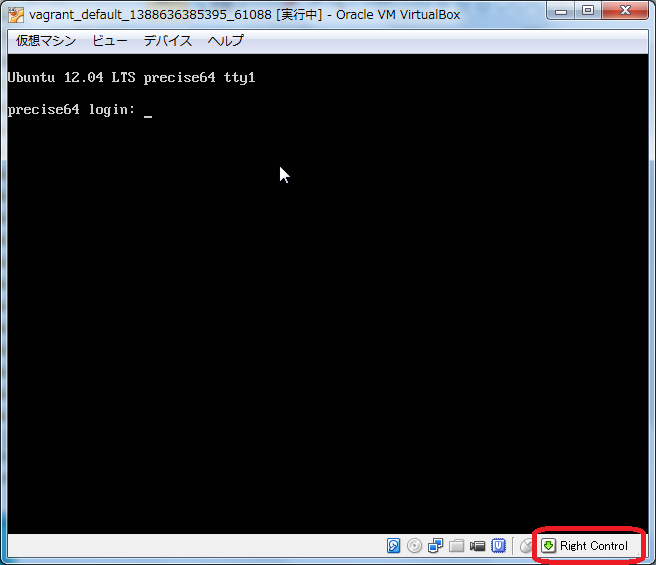 vagrant_default_1388636385395_61088 [実行中] - Oracle VM VirtualBox
仮想マシン ビュー デバイス ヘルプ
Ubuntu 12.04 LTS precise64 tty1
precise64 login: _
Right Control